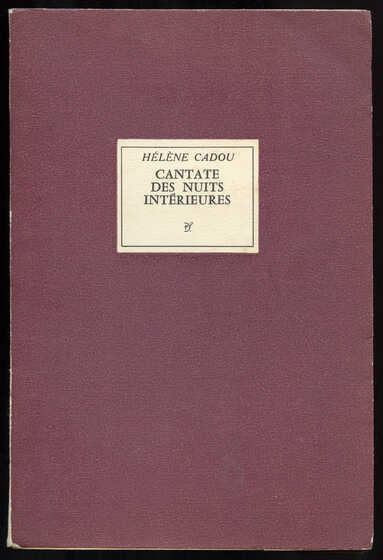 HÉLÈNE CADOU
CANTATE
DES NUITS
INTÉRIEURES